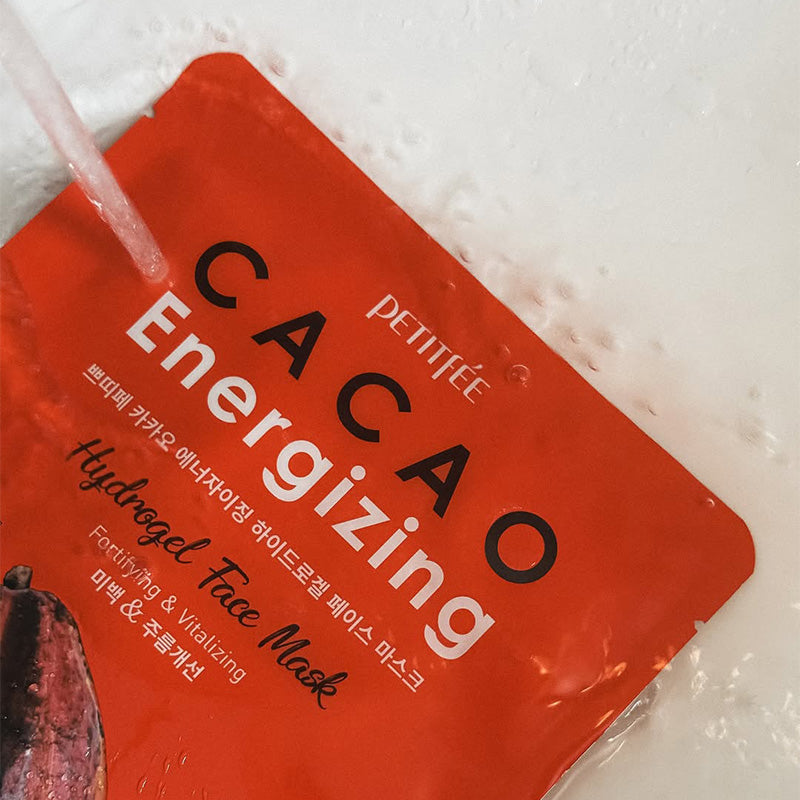 PETITFÉE
CACAO
Energizing
쁘띠페 카카오 에너자이징 하이드로겔 페이스 마스크
Hydrogel Face Mask
Fortifying & Vitalizing
미백 & 주름개선